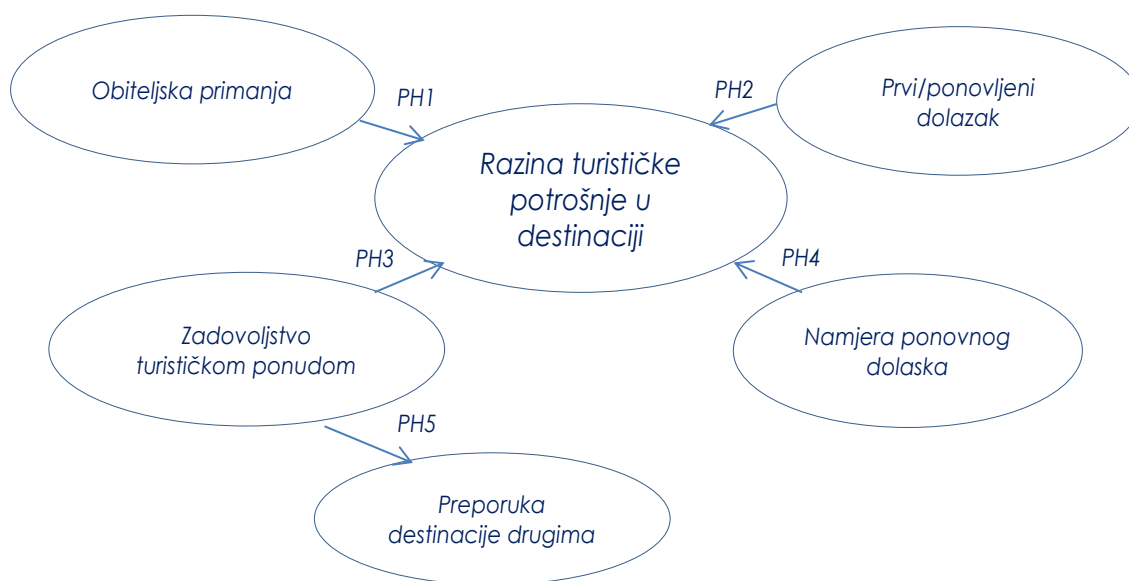 Obiteljska primanja
PH1
PH2
Prvi/ponovljeni
dolazak
Razina turističke
potrošnje u
destinaciji
PH3
PH4
Zadovoljstvo
turističkom ponudom
Namjera ponovnog
dolaska
PH5
Preporuka
destinacije drugima